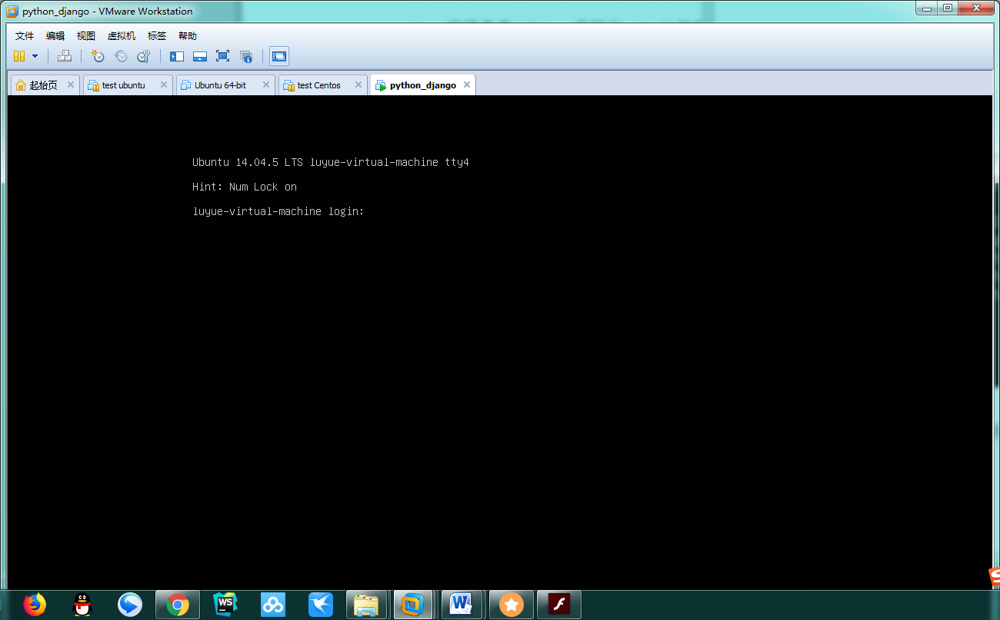 python_django - VMware Workstation
文件 编辑 视图 虚拟机 标签 帮助
起始页 test ubuntu Ubuntu 64-bit test Centos python_django
Ubuntu 14.04.5 LTS luyue-virtual-machine tty4
Hint: Num Lock on
luyue-virtual-machine login:
WS
W